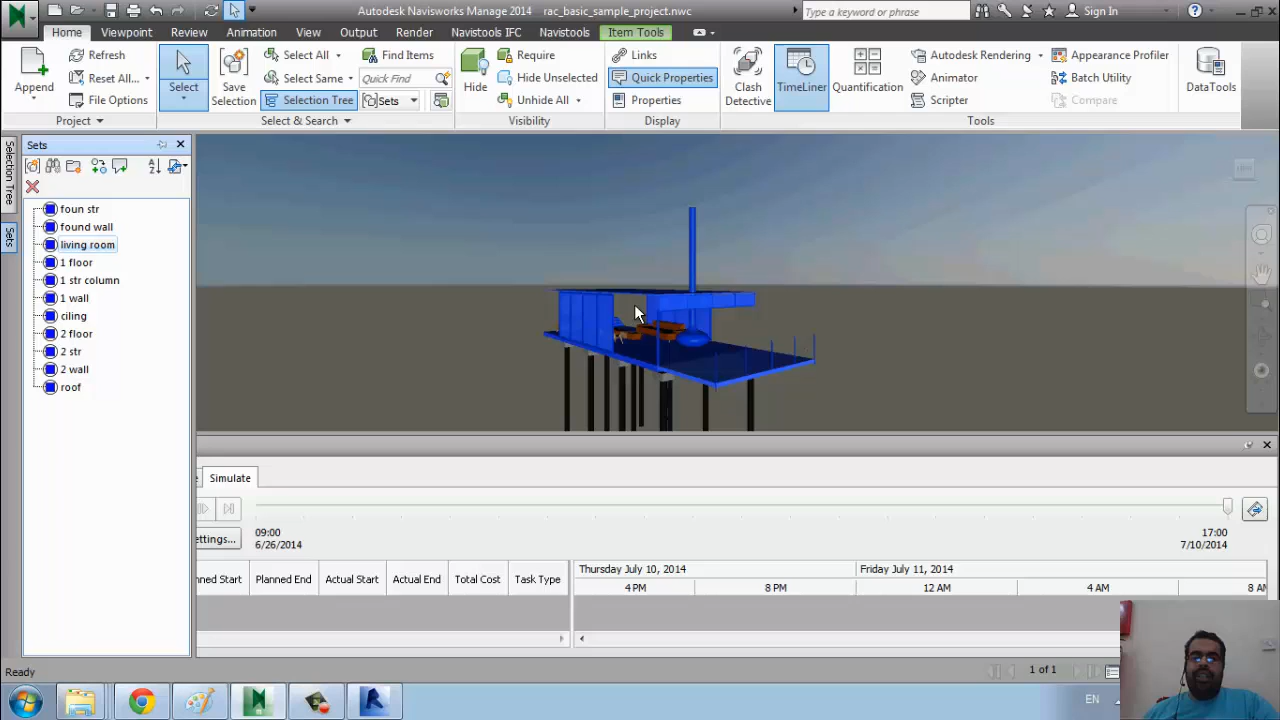 Autodesk Navisworks Manage 2014 rac_basic_sample_project.nwc
Type a keyword or phrase
Sign In
Home Viewpoint Review Animation View Output Render Navistools IFC Navistools Item Tools
Append
Refresh
Reset All...
File Options
Project
Select
Save Selection
Select All
Select Same
Selection Tree
Find Items
Quick Find
Sets
Select & Search
Hide
Require
Hide Unselected
Unhide All
Visibility
Links
Quick Properties
Properties
Display
Clash Detective
TimeLiner
Quantification
Autodesk Rendering
Animator
Scripter
Appearance Profiler
Batch Utility
Compare
Tools
DataTools
Selection Tree
Sets
Sets
foun str
found wall
living room
1 floor
1 str column
1 wall
ciling
2 floor
2 str
2 wall
roof
Simulate
ettings...
09:00
6/26/2014
17:00
7/10/2014
nned Start Planned End Actual Start Actual End Total Cost Task Type
Thursday July 10, 2014 Friday July 11, 2014
4 PM 8 PM 12 AM 4 AM 8 AM
Ready
1 of 1
EN